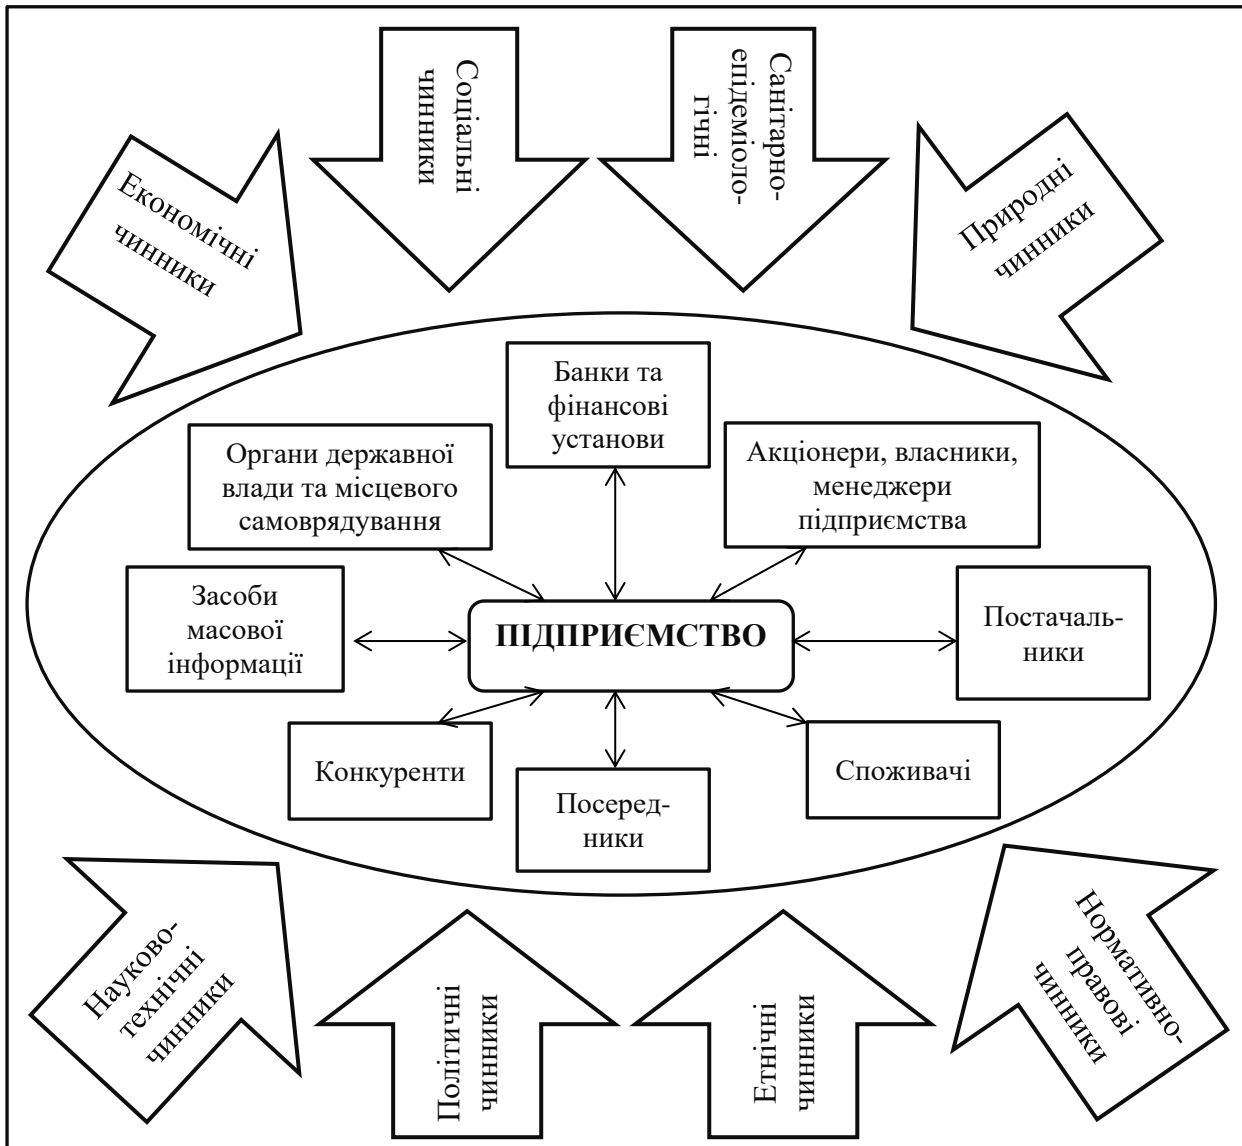 Економічні
чинники
Соціальні
чинники
Санітарно-
епідеміоло-
гічні
Природні
чинники
Банки та
фінансові
установи
Органи державної
влади та місцевого
самоврядування
Акціонери, власники,
менеджери
підприємства
Засоби
масової
інформації
ПІДПРИЄМСТВО
Постачаль-
ники
Конкуренти
Посеред-
ники
Споживачі
Науково-
технічні
чинники
Політичні
чинники
Етнічні
чинники
Нормативно-
правові
чинники